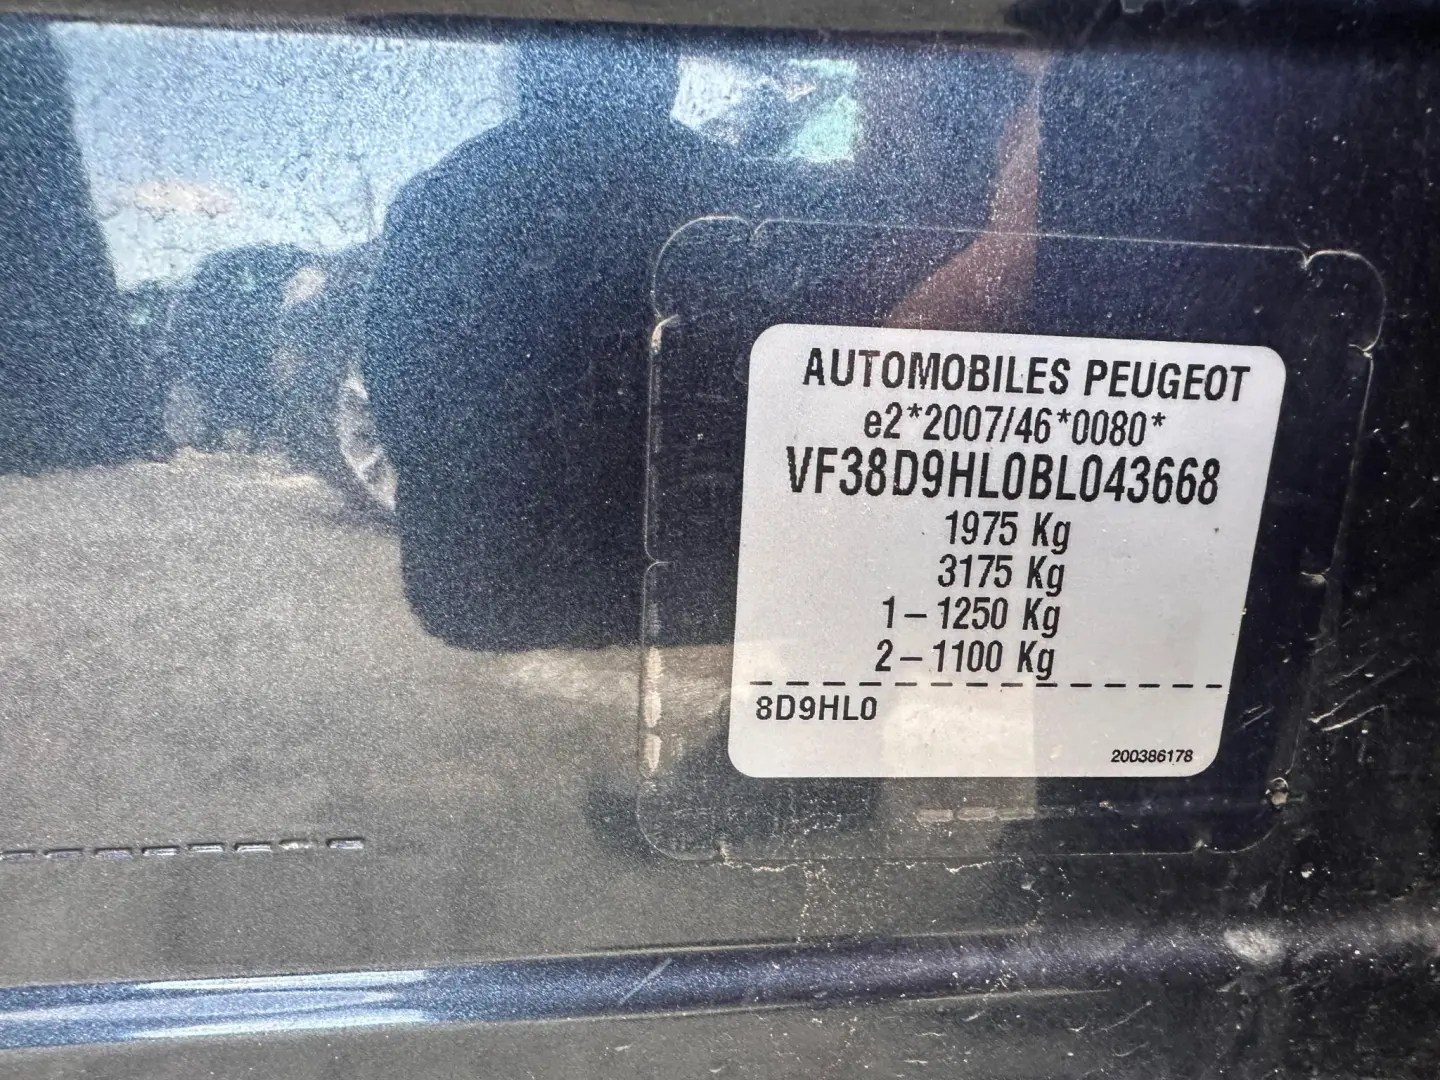 AUTOMOBILES PEUGEOT
e2*2007/46*0080*
VF38D9HL0BL043668
1975 Kg
3175 Kg
1-1250 Kg
2-1100 Kg
8D9HL0
200386178